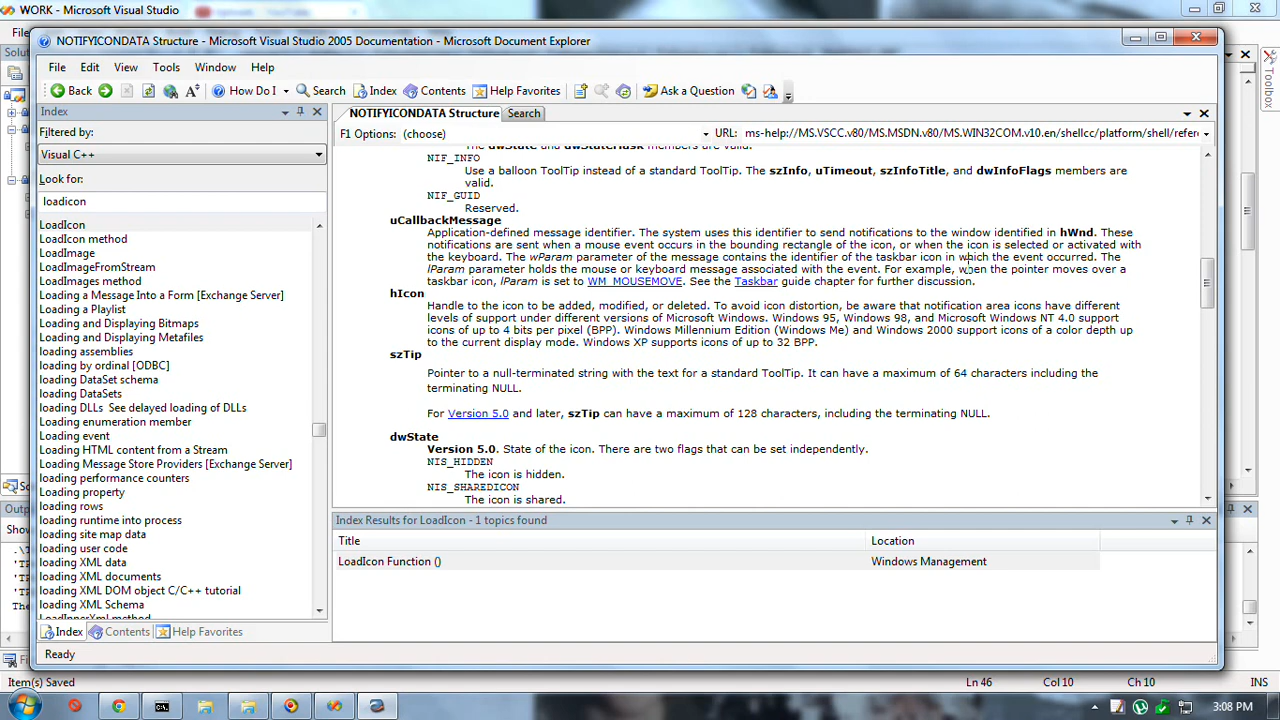 WORK - Microsoft Visual Studio
NOTIFYICONDATA Structure - Microsoft Visual Studio 2005 Documentation - Microsoft Document Explorer
File Edit View Tools Window Help
Back How Do I Search Index Contents Help Favorites Ask a Question
Index
Filtered by:
Visual C++
Look for:
loadicon
LoadIcon
LoadIcon method
LoadImage
LoadImageFromStream
LoadImages method
Loading a Message Into a Form [Exchange Server]
Loading a Playlist
Loading and Displaying Bitmaps
Loading and Displaying Metafiles
loading assemblies
loading by ordinal [ODBC]
loading DataSet schema
loading DataSets
loading DLLs See delayed loading of DLLs
Loading enumeration member
Loading event
Loading HTML content from a Stream
Loading Message Store Providers [Exchange Server]
loading performance counters
Loading property
loading rows
loading runtime into process
loading site map data
loading user code
loading XML data
loading XML documents
loading XML DOM object C/C++ tutorial
loading XML Schema
LoadInnerXml method
Index Contents Help Favorites
NOTIFYICONDATA Structure Search
F1 Options: (choose) URL: ms-help://MS.VSCC.v80/MS.MSDN.v80/MS.WIN32COM.v10.en/shellcc/platform/shell/refere
The dwState and dwStateMask members are valid.
NIF_INFO
Use a balloon ToolTip instead of a standard ToolTip. The szInfo, uTimeout, szInfoTitle, and dwInfoFlags members are
valid.
NIF_GUID
Reserved.
uCallbackMessage
Application-defined message identifier. The system uses this identifier to send notifications to the window identified in hWnd. These
notifications are sent when a mouse event occurs in the bounding rectangle of the icon, or when the icon is selected or activated with
the keyboard. The wParam parameter of the message contains the identifier of the taskbar icon in which the event occurred. The
lParam parameter holds the mouse or keyboard message associated with the event. For example, when the pointer moves over a
taskbar icon, lParam is set to WM_MOUSEMOVE. See the Taskbar guide chapter for further discussion.
hIcon
Handle to the icon to be added, modified, or deleted. To avoid icon distortion, be aware that notification area icons have different
levels of support under different versions of Microsoft Windows. Windows 95, Windows 98, and Microsoft Windows NT 4.0 support
icons of up to 4 bits per pixel (BPP). Windows Millennium Edition (Windows Me) and Windows 2000 support icons of a color depth up
to the current display mode. Windows XP supports icons of up to 32 BPP.
szTip
Pointer to a null-terminated string with the text for a standard ToolTip. It can have a maximum of 64 characters including the
terminating NULL.
For Version 5.0 and later, szTip can have a maximum of 128 characters, including the terminating NULL.
dwState
Version 5.0. State of the icon. There are two flags that can be set independently.
NIS_HIDDEN
The icon is hidden.
NIS_SHAREDICON
The icon is shared.
Index Results for LoadIcon - 1 topics found
Title Location
LoadIcon Function () Windows Management
Ready
Toolbox
Item(s) Saved Ln 46 Col 10 Ch 10 INS
3:08 PM